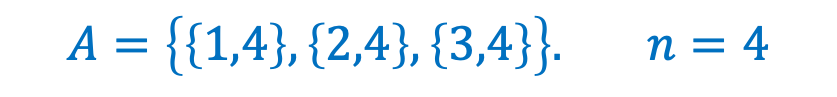 A = {{1,4}, {2,4}, {3,4}}. n = 4